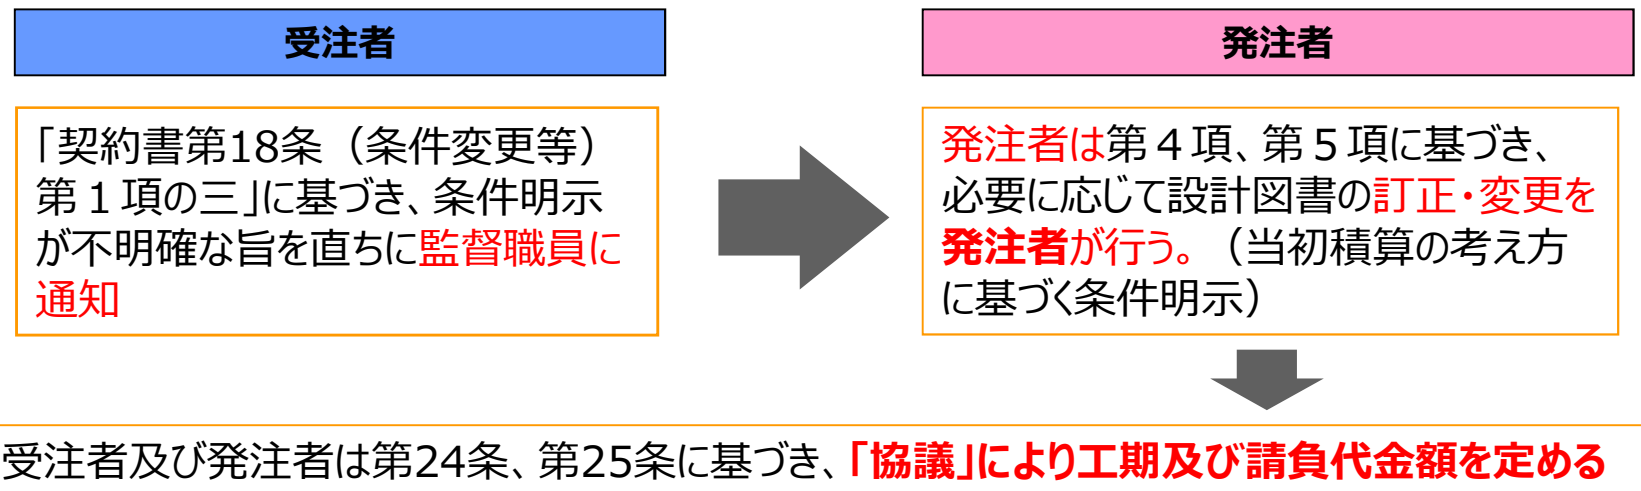 受注者
発注者
「契約書第18条（条件変更等）
第１項の三」に基づき、条件明示
が不明確な旨を直ちに監督職員に
通知
発注者は第４項、第５項に基づき、
必要に応じて設計図書の訂正・変更を
発注者が行う。（当初積算の考え方
に基づく条件明示）
受注者及び発注者は第24条、第25条に基づき、「協議」により工期及び請負代金額を定める